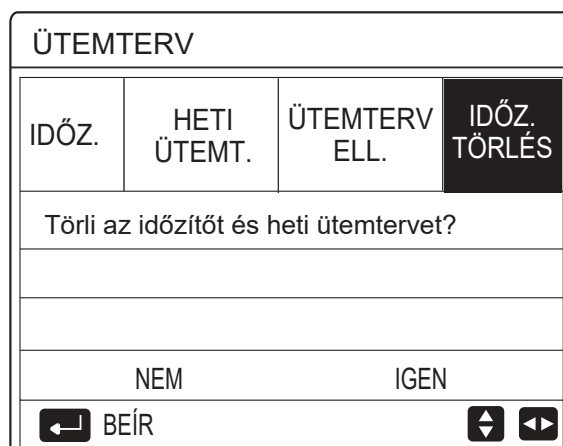 ÜTEMTERV
IDŐZ.
HETI
ÜTEMT.
ÜTEMTERV
ELL.
IDŐZ.
TÖRLÉS
Törli az időzítőt és heti ütemtervet?
NEM IGEN
BEÍR